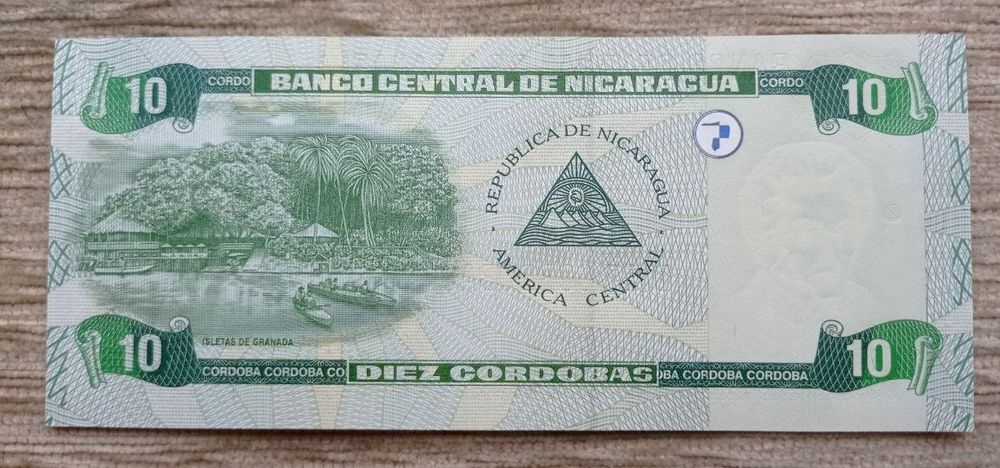 10
CORDO
BANCO CENTRAL DE NICARAGUA
CORDO
10
REPUBLICA DE NICARAGUA
AMERICA CENTRAL
ISLETAS DE GRANADA
10
CORDOBA CORDOBA CO
DIEZ CORDOBAS
OBA CORDOBA CORDOBA
10